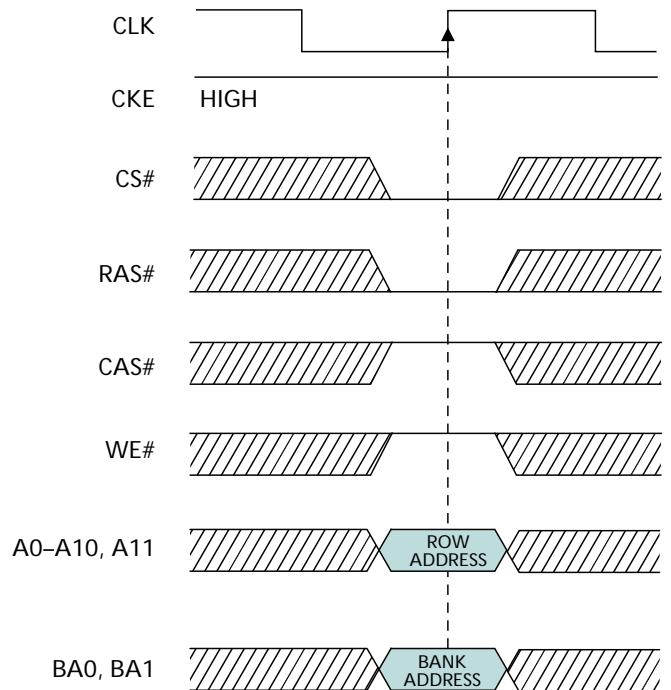 CLK
CKE HIGH
CS#
RAS#
CAS#
WE#
A0–A10, A11 ROW
ADDRESS
BA0, BA1 BANK
ADDRESS